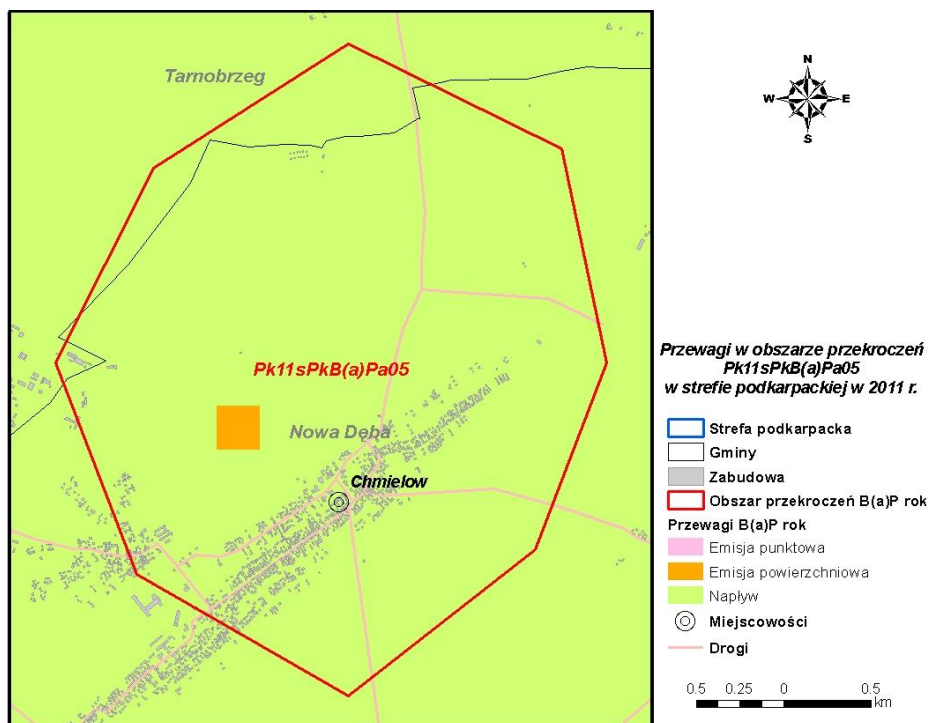 Tarnobrzeg
Pk11sPkB(a)Pa05
Nowa Dęba
Chmielow
N
W E
S
Przewagi w obszarze przekroczeń
Pk11sPkB(a)Pa05
w strefie podkarpackiej w 2011 r.
Strefa podkarpacka
Gminy
Zabudowa
Obszar przekroczeń B(a)P rok
Przewagi B(a)P rok
Emisja punktowa
Emisja powierzchniowa
Napływ
Miejscowości
Drogi
0.5 0.25 0 0.5
km